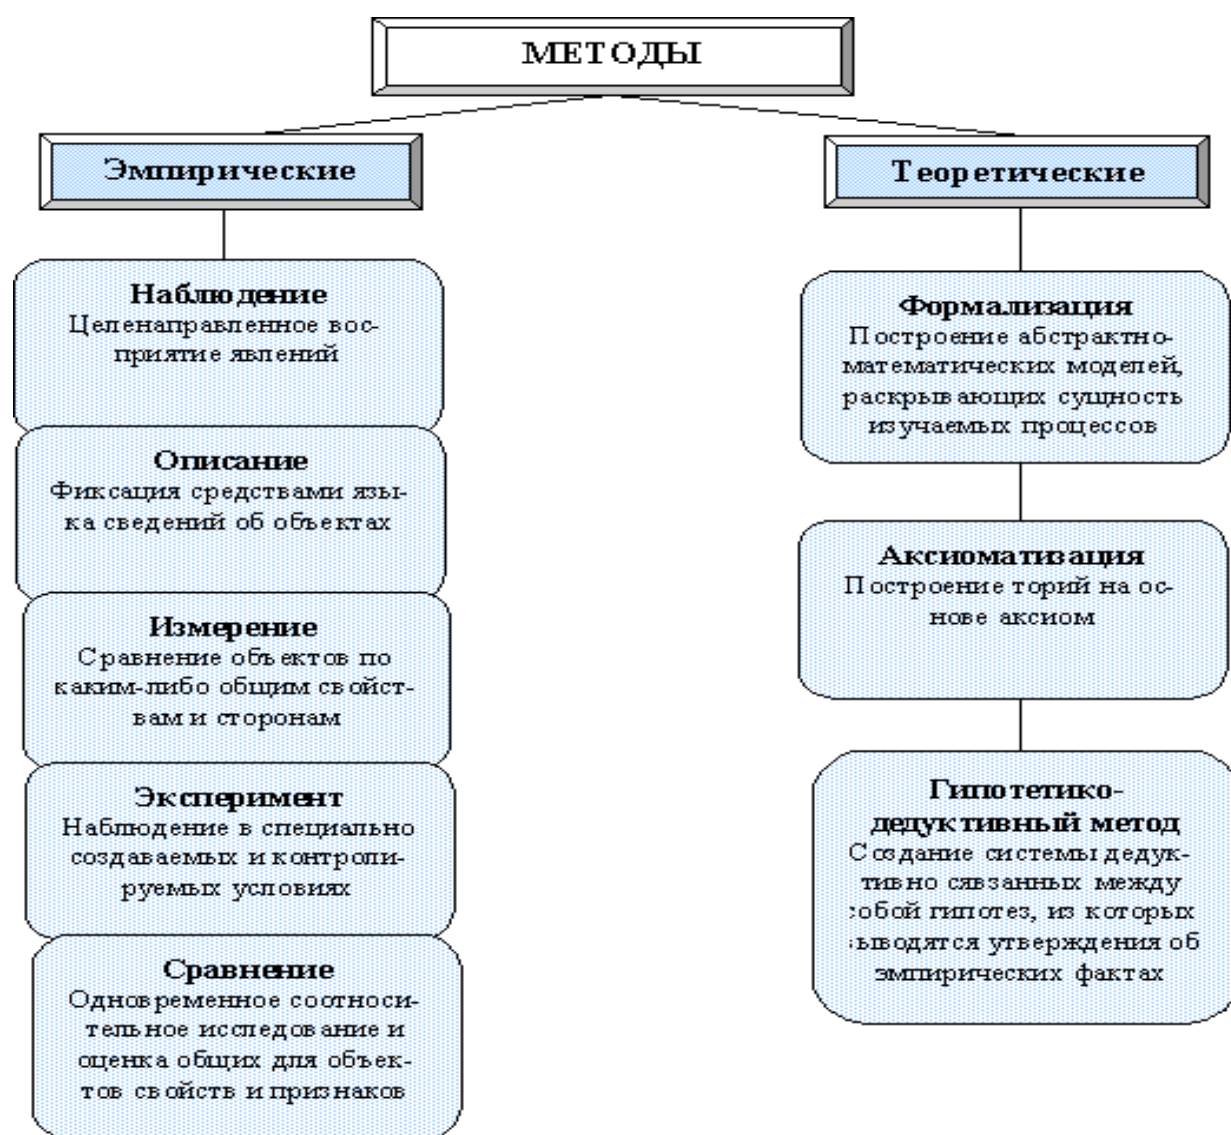 МЕТОДЫ
Эмпирические
Наблюдение
Целенаправленное вос-
приятие явлений
Описание
Фиксация средствами язы-
ка сведений об объектах
Измерение
Сравнение объектов по
каким-либо общим свойст-
вам и сторонам
Эксперимент
Наблюдение в специально
создаваемых и контроли-
руемых условиях
Сравнение
Одновременное соотноси-
тельное исследование и
оценка общих для объек-
тов свойств и признаков
Теоретические
Формализация
Построение абстрактно-
математических моделей,
раскрывающих сущность
изучаемых процессов
Аксиоматизация
Построение торий на ос-
нове аксиом
Гипотетико-
дедуктивный метод
Создание системы дедук-
тивно сявзанных между
собой гипотез, из которых
выводятся утверждения об
эмпирических фактах